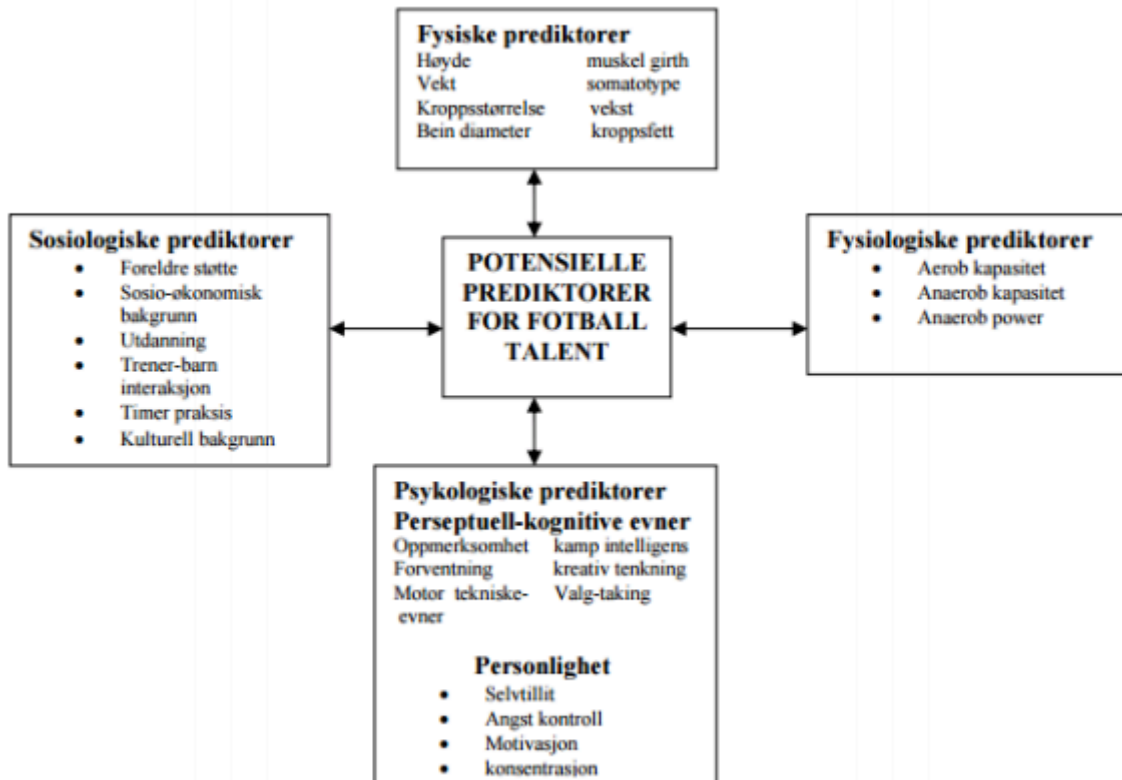 Fysiske prediktorer
Høyde muskel girth
Vekt somatotype
Kroppsstørrelse vekst
Bein diameter kroppsfett
Sosiologiske prediktorer
• Foreldre støtte
• Sosio-økonomisk
bakgrunn
• Utdanning
• Trener-barn
interaksjon
• Timer praksis
• Kulturell bakgrunn
POTENSIELLE
PREDIKTORER
FOR FOTBALL
TALENT
Fysiologiske prediktorer
• Aerob kapasitet
• Anaerob kapasitet
• Anaerob power
Psykologiske prediktorer
Perseptuell-kognitive evner
Oppmerksomhet kamp intelligens
Forventning kreativ tenkning
Motor tekniske- Valg-taking
evner
Personlighet
• Selvtillit
• Angst kontroll
• Motivasjon
• konsentrasjon